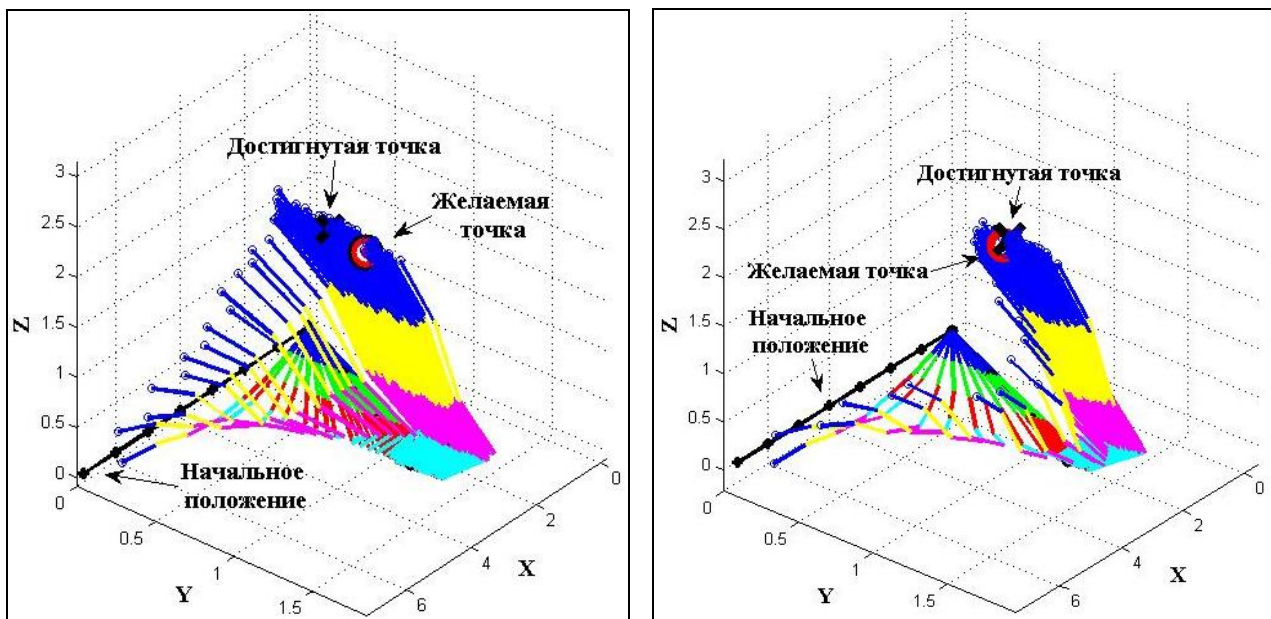 Достигнутая точка
Желаемая
точка
3
2.5
2
1.5
1
0.5
0
Z
Начальное
положение
0
0.5
1
1.5
Y
0
2
4
6
X
Достигнутая точка
Желаемая точка
Начальное
положение
3
2.5
2
1.5
1
0.5
0
Z
0
0.5
1
1.5
Y
0
2
4
6
X